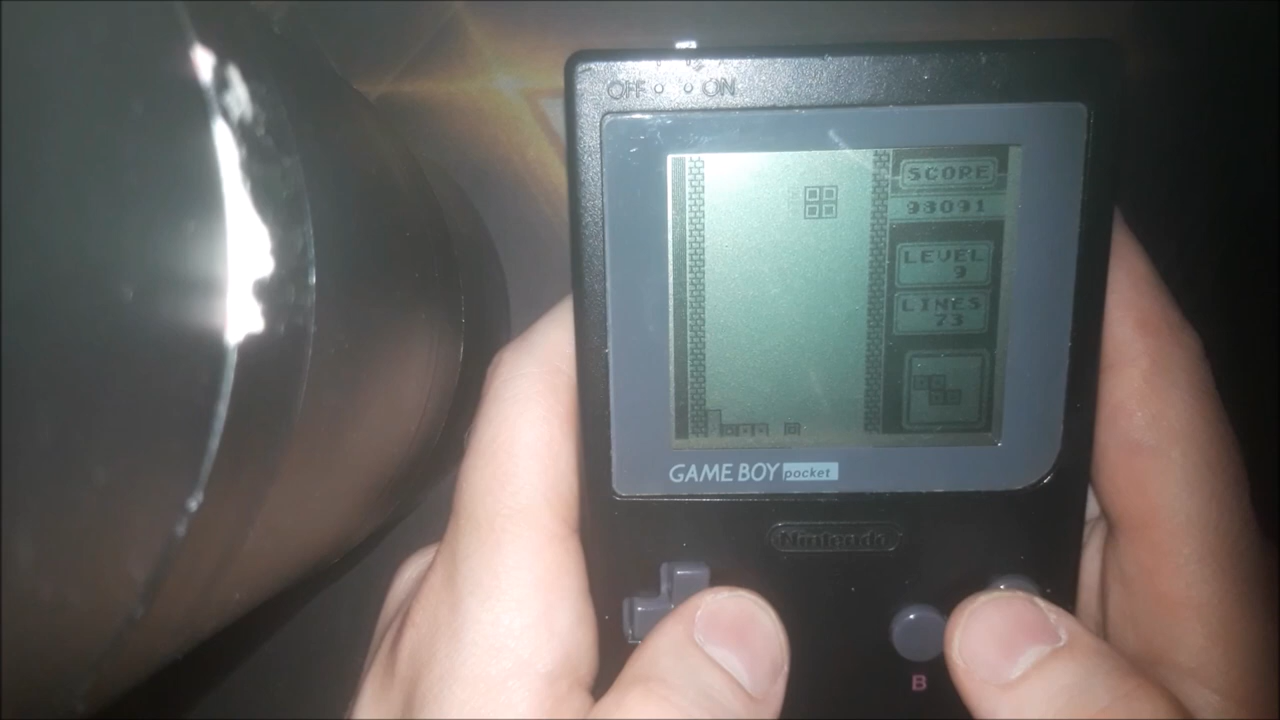 OFF ON
SCORE
98091
LEVEL
9
LINES
73
GAME BOY pocket
Nintendo
B